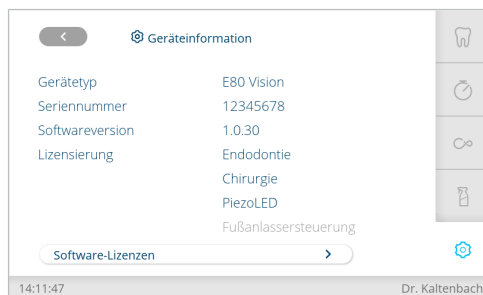 Geräteinformation
Gerätetyp E80 Vision
Seriennummer 12345678
Softwareversion 1.0.30
Lizensierung Endodontie
Chirurgie
PiezoLED
Fußanlassersteuerung
Software-Lizenzen
14:11:47 Dr. Kaltenbach